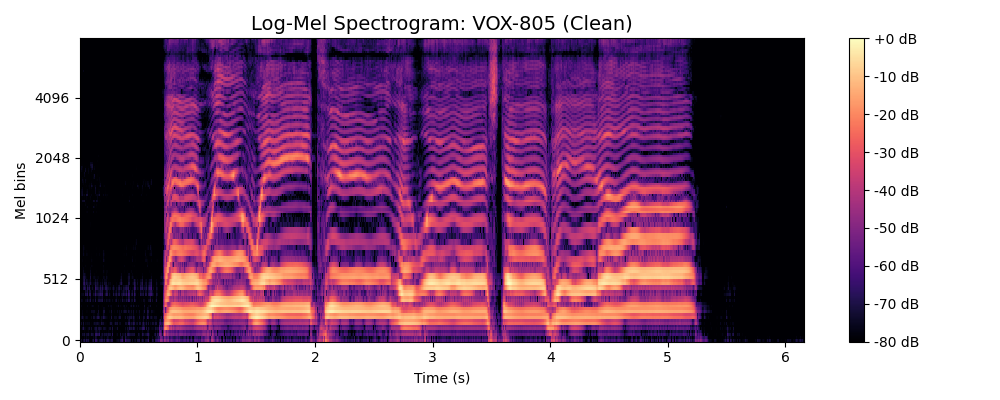 Log-Mel Spectrogram: VOX-805 (Clean)
Mel bins
4096
2048
1024
512
0
0 1 2 3 4 5 6
Time (s)
+0 dB
-10 dB
-20 dB
-30 dB
-40 dB
-50 dB
-60 dB
-70 dB
-80 dB